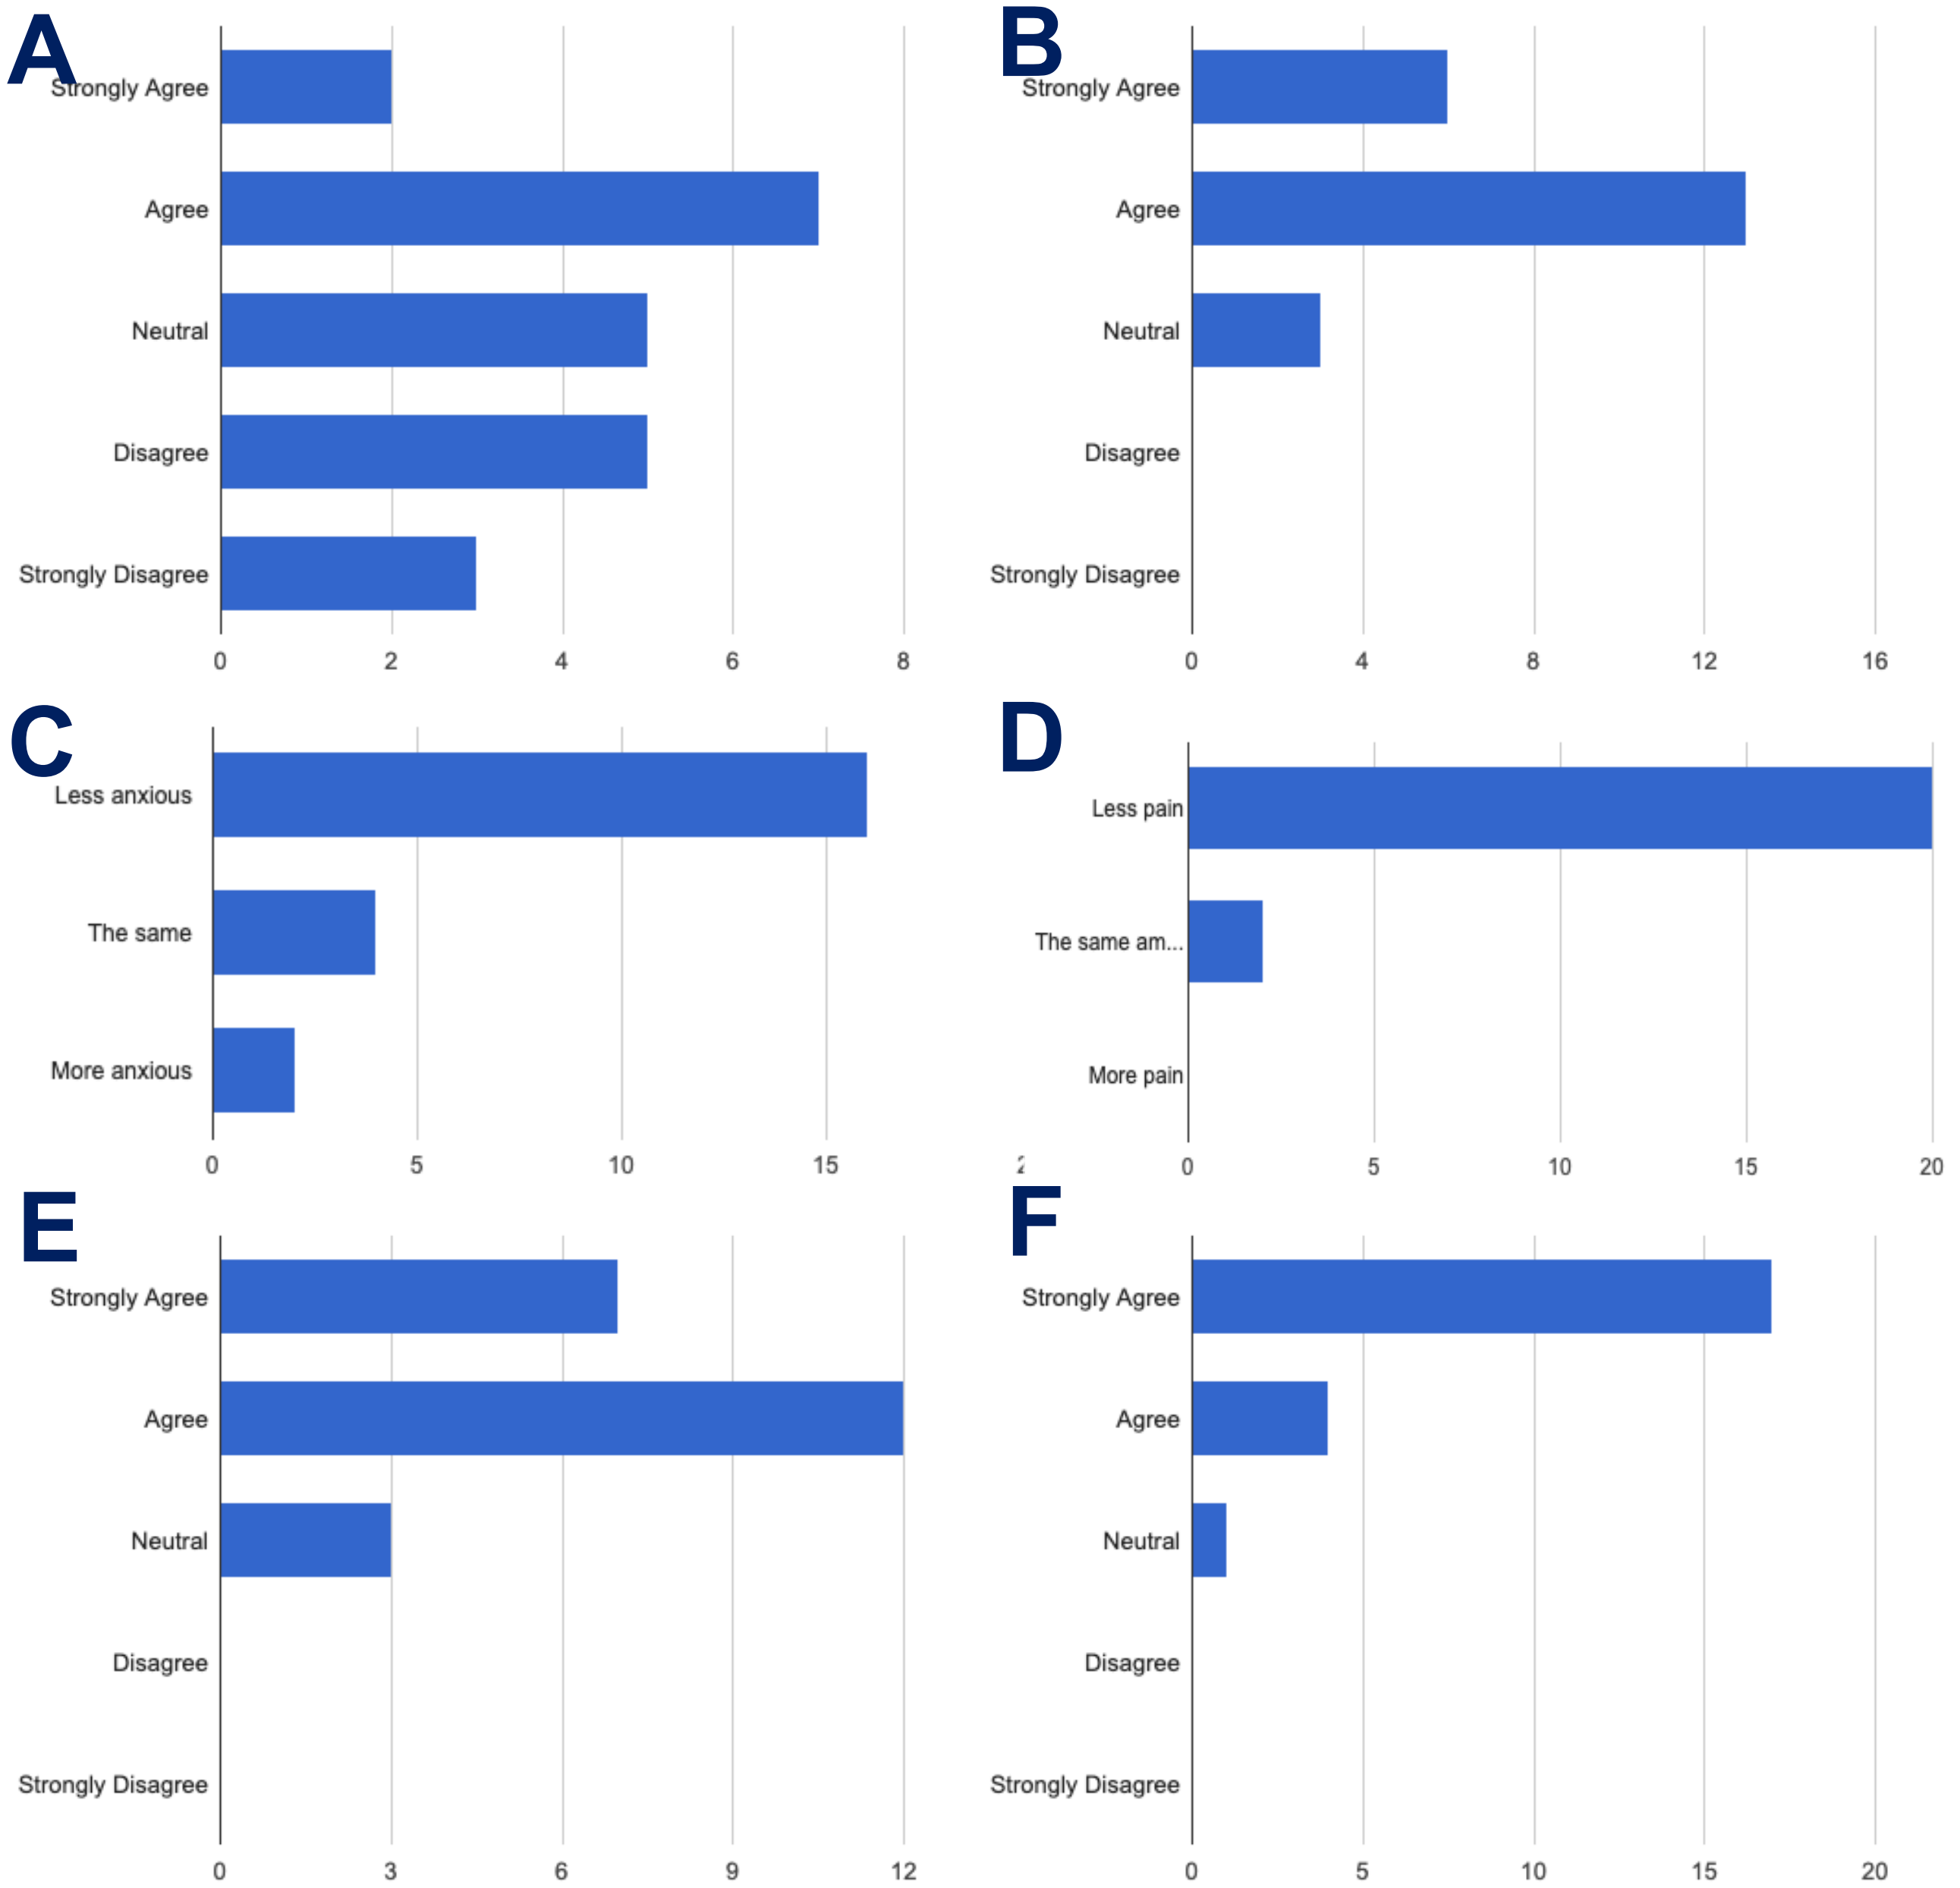 A
Strongly Agree
Agree
Neutral
Disagree
Strongly Disagree
0 2 4 6 8
B
Strongly Agree
Agree
Neutral
Disagree
Strongly Disagree
0 4 8 12 16
C
Less anxious
The same
More anxious
0 5 10 15
D
Less pain
The same am...
More pain
0 5 10 15 20
E
Strongly Agree
Agree
Neutral
Disagree
Strongly Disagree
0 3 6 9 12
F
Strongly Agree
Agree
Neutral
Disagree
Strongly Disagree
0 5 10 15 20